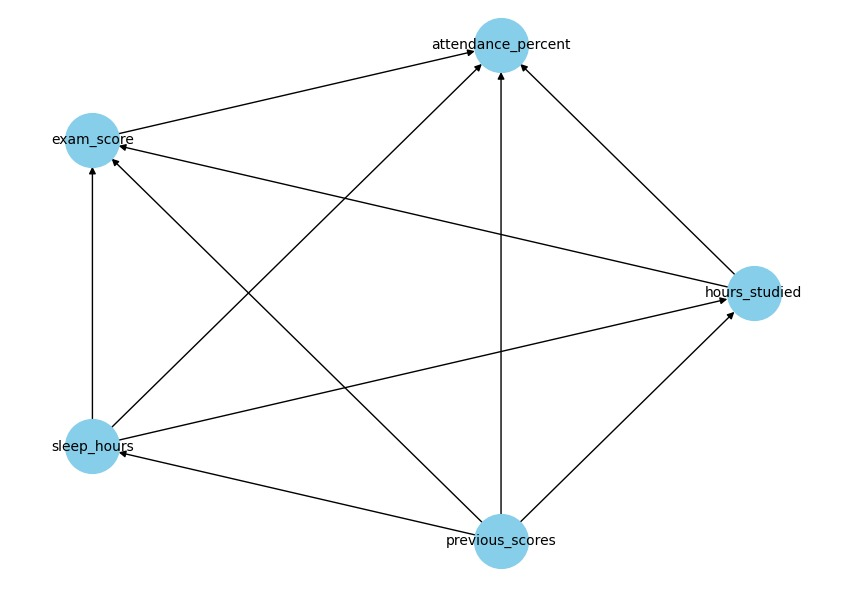 attendance_percent
exam_score
hours_studied
sleep_hours
previous_scores